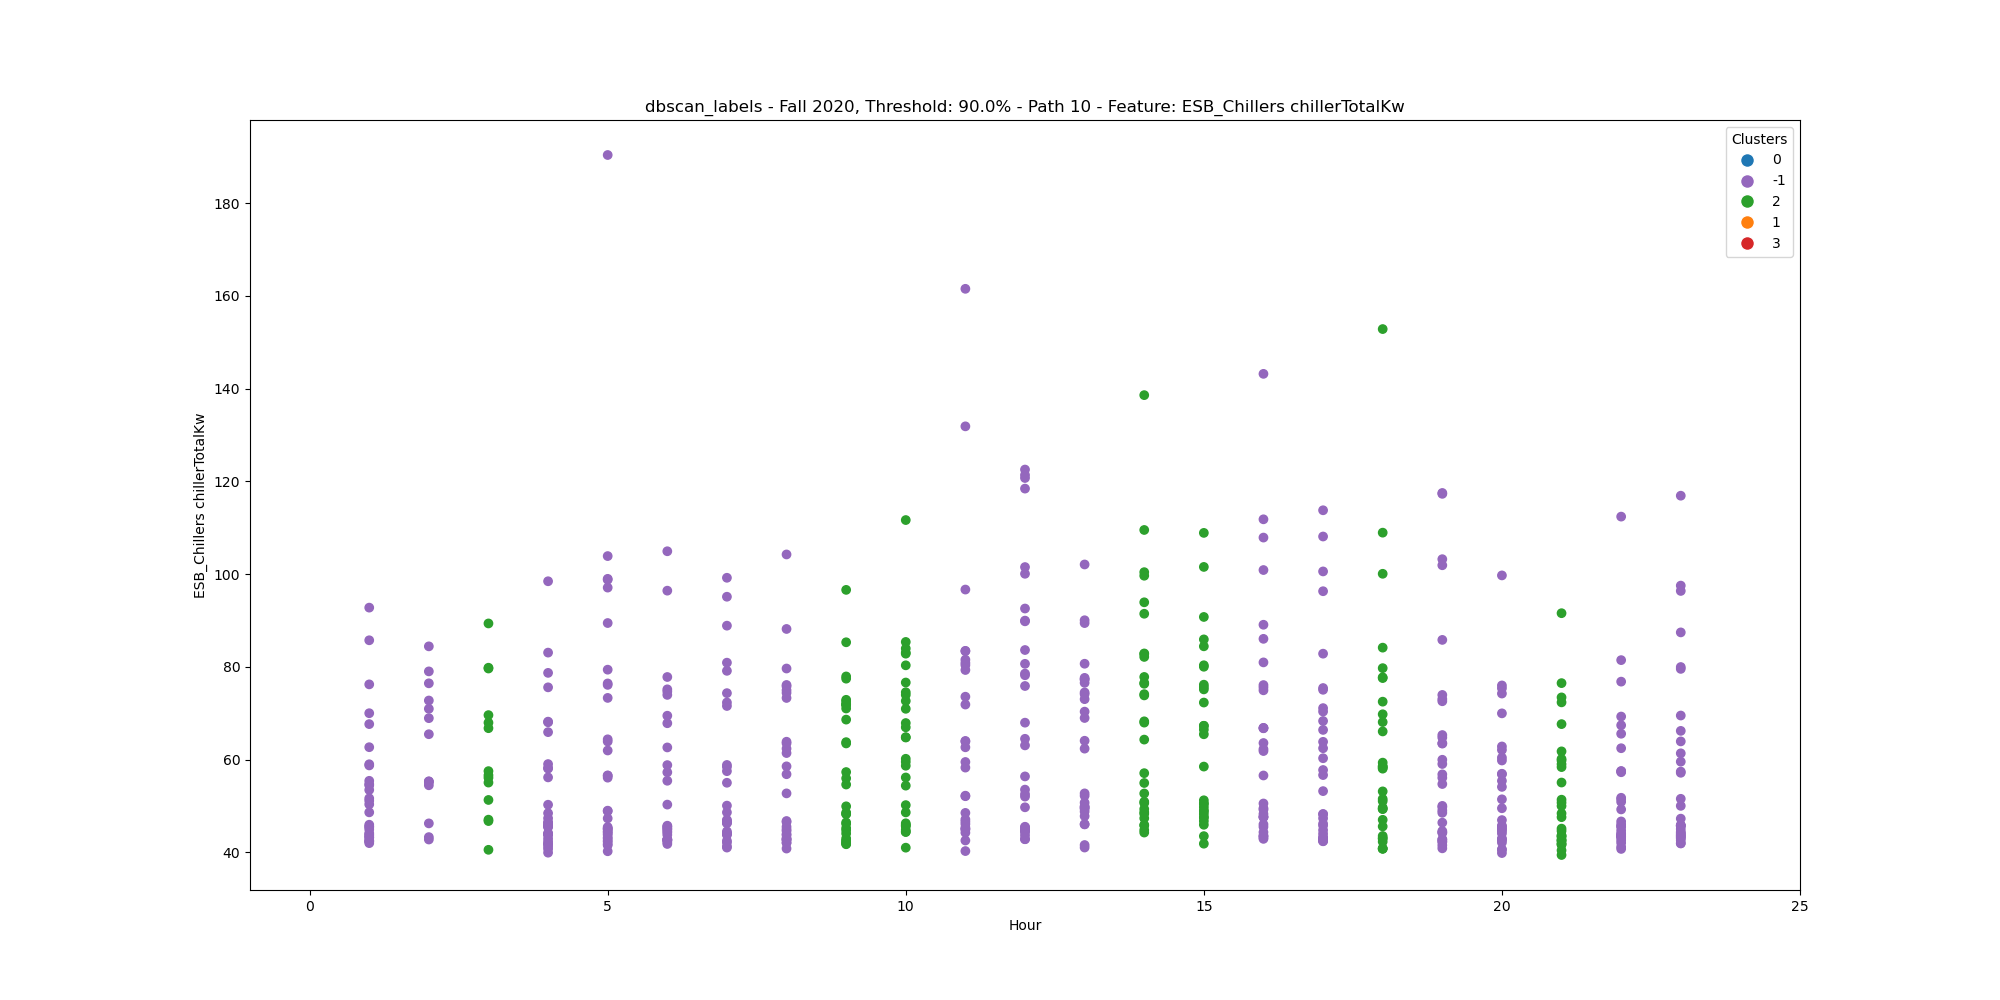 dbscan_labels - Fall 2020, Threshold: 90.0% - Path 10 - Feature: ESB_Chillers chillerTotalKw
Clusters
0
-1
2
1
3
180
160
140
120
100
80
60
40
ESB_Chillers chillerTotalKw
0 5 10 15 20 25
Hour